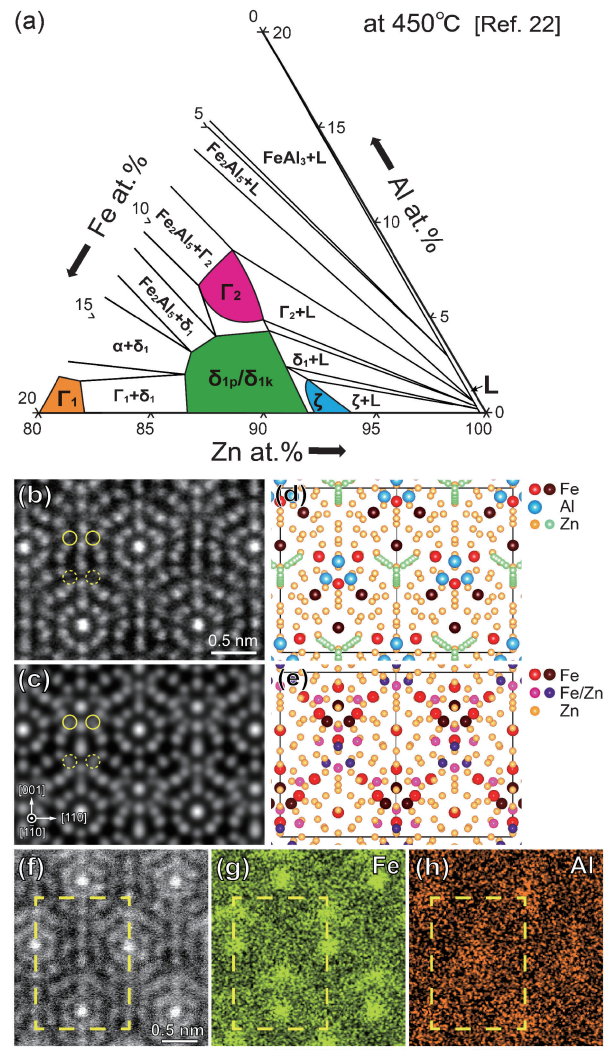 (a)
at 450℃ [Ref. 22]
0
20
15
10
5
0
Al at.%
Fe at.%
5
10
15
20
FeAl₃+L
Fe₂Al₅+L
Fe₂Al₅+Γ₂
Fe₂Al₅+δ₁
α+δ₁
Γ₁+δ₁
Γ₂
Γ₂+L
δ₁+L
ζ+L
L
Γ₁
δ₁ₚ/δ₁ₖ
ζ
80
85
90
95
100
Zn at.%
(b)
0.5 nm
(d)
Fe
Al
Zn
(c)
[001]
[110]
[1̄10]
(e)
Fe
Fe/Zn
Zn
(f)
0.5 nm
(g)
Fe
(h)
Al